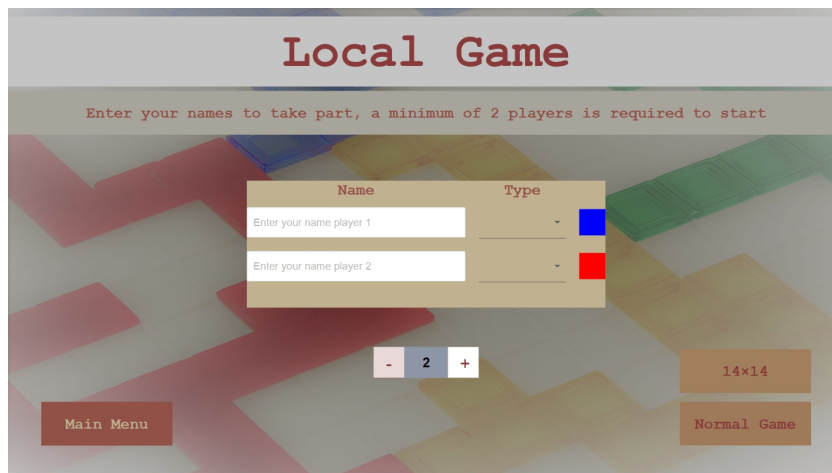 Local Game
Enter your names to take part, a minimum of 2 players is required to start
Name Type
Enter your name player 1
Enter your name player 2
- 2 +
14×14
Main Menu Normal Game